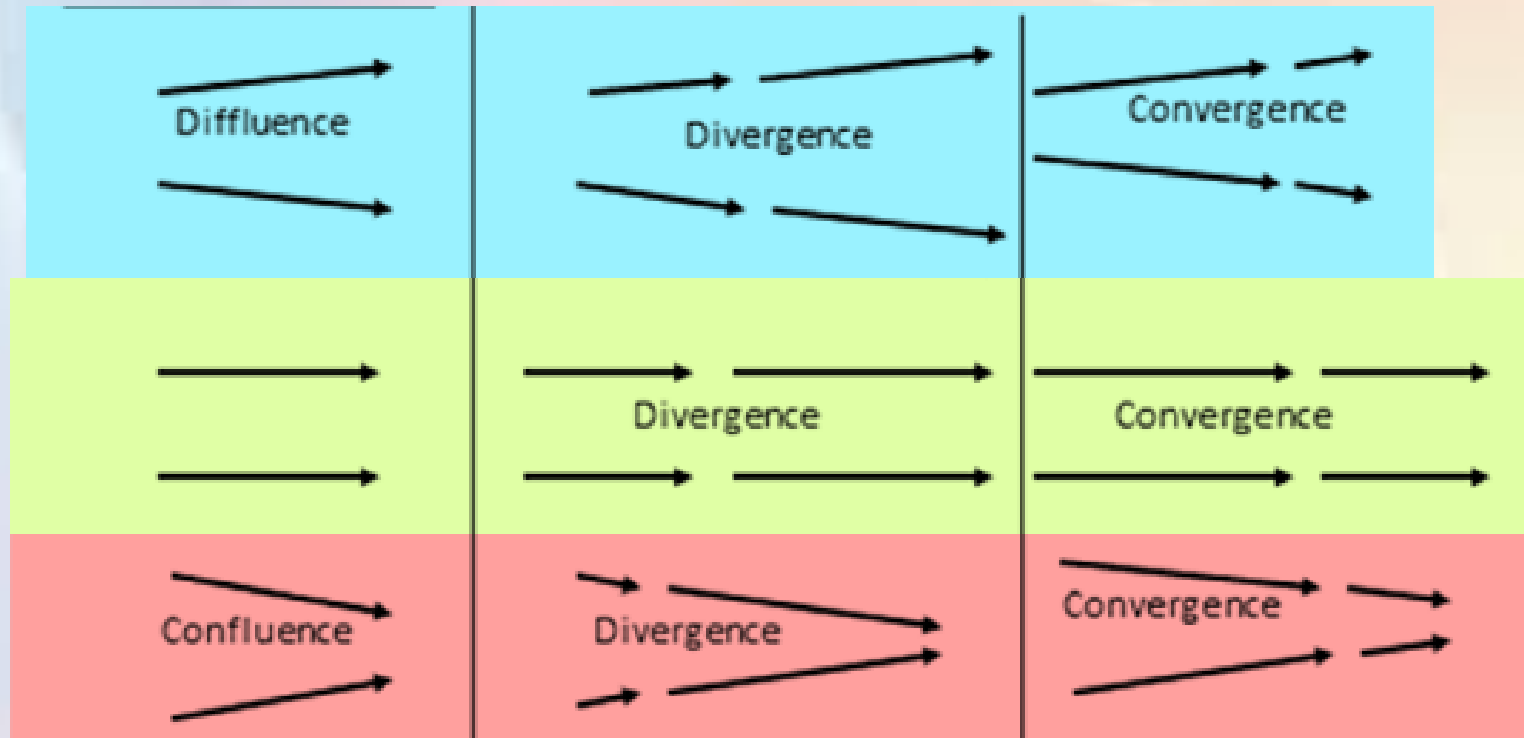 Diffluence
Divergence
Convergence
Divergence
Convergence
Confluence
Divergence
Convergence